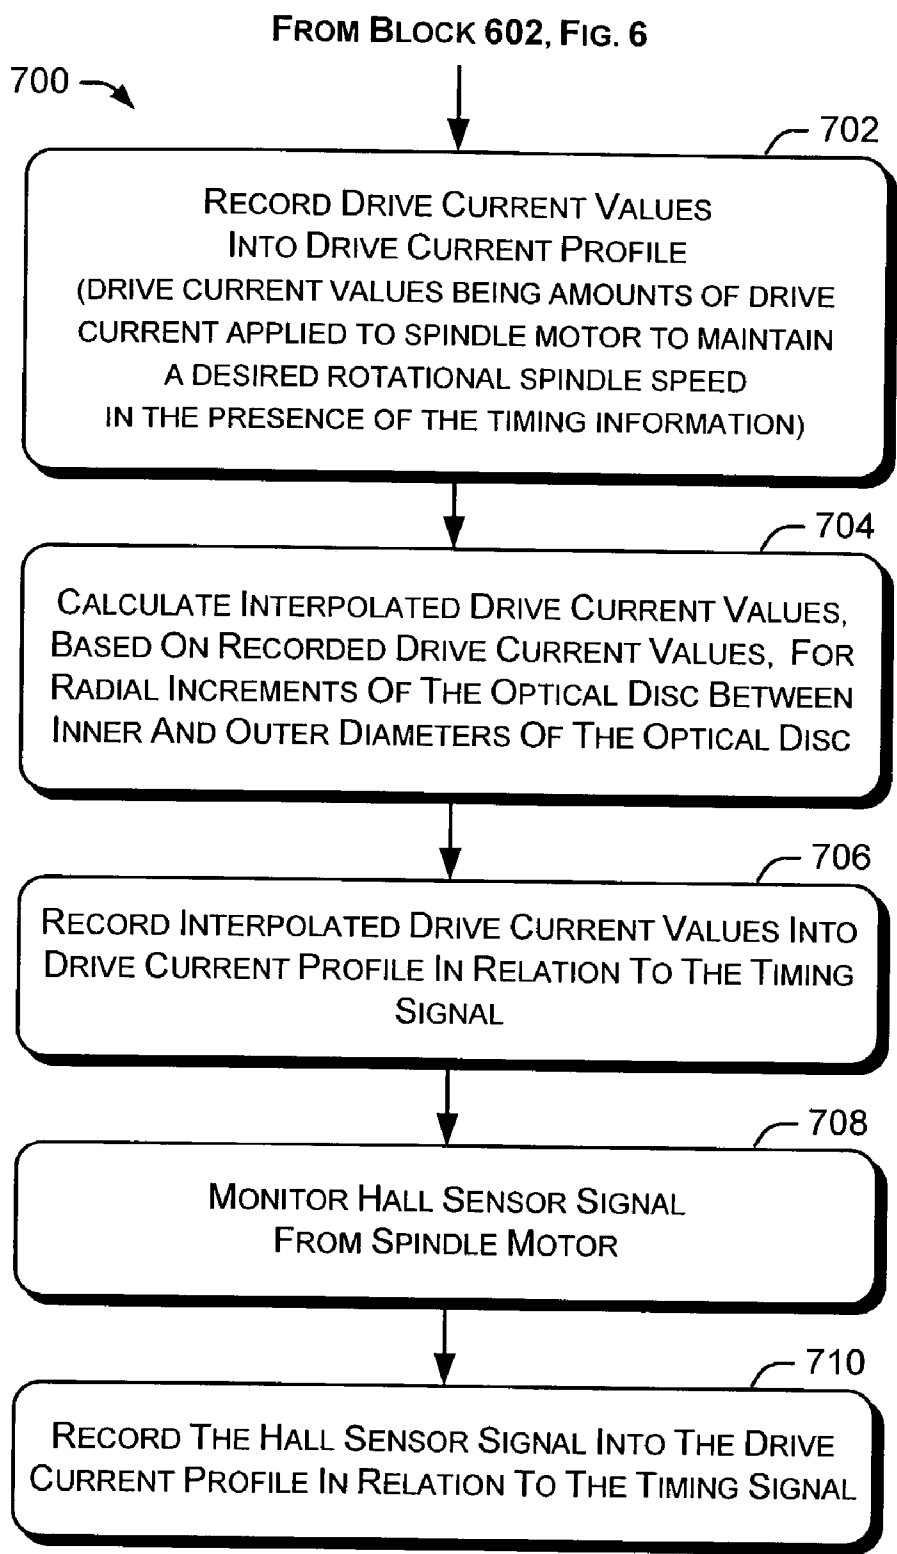 FROM BLOCK 602, FIG. 6
700
702
RECORD DRIVE CURRENT VALUES
INTO DRIVE CURRENT PROFILE
(DRIVE CURRENT VALUES BEING AMOUNTS OF DRIVE
CURRENT APPLIED TO SPINDLE MOTOR TO MAINTAIN
A DESIRED ROTATIONAL SPINDLE SPEED
IN THE PRESENCE OF THE TIMING INFORMATION)
704
CALCULATE INTERPOLATED DRIVE CURRENT VALUES,
BASED ON RECORDED DRIVE CURRENT VALUES, FOR
RADIAL INCREMENTS OF THE OPTICAL DISC BETWEEN
INNER AND OUTER DIAMETERS OF THE OPTICAL DISC
706
RECORD INTERPOLATED DRIVE CURRENT VALUES INTO
DRIVE CURRENT PROFILE IN RELATION TO THE TIMING
SIGNAL
708
MONITOR HALL SENSOR SIGNAL
FROM SPINDLE MOTOR
710
RECORD THE HALL SENSOR SIGNAL INTO THE DRIVE
CURRENT PROFILE IN RELATION TO THE TIMING SIGNAL